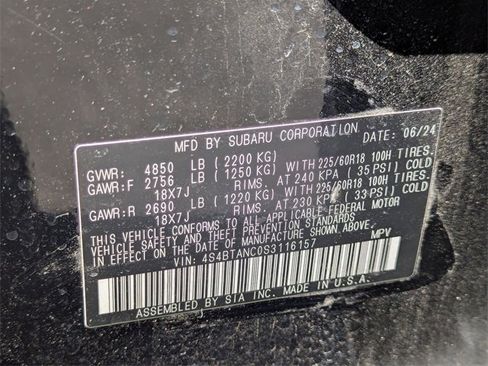 MFD BY SUBARU CORPORATION DATE: 06/24
GVWR: 4850 LB (2200 KG)
GAWR:F 2756 LB (1250 KG) WITH 225/60R18 100H TIRES.
18X7J RIMS. AT 240 KPA (35 PSI) COLD
GAWR:R 2690 LB (1220 KG) WITH 225/60R18 100H TIRES.
18X7J RIMS. AT 230 KPA (33 PSI) COLD
THIS VEHICLE CONFORMS TO ALL APPLICABLE FEDERAL MOTOR
VEHICLE SAFETY AND THEFT PREVENTION STANDARDS
IN EFFECT ON THE DATE OF MANUFACTURE SHOWN ABOVE.
VIN: 4S4BTANC0S3116157 MPV
ASSEMBLED BY SIA INC. MADE IN U.S.A.